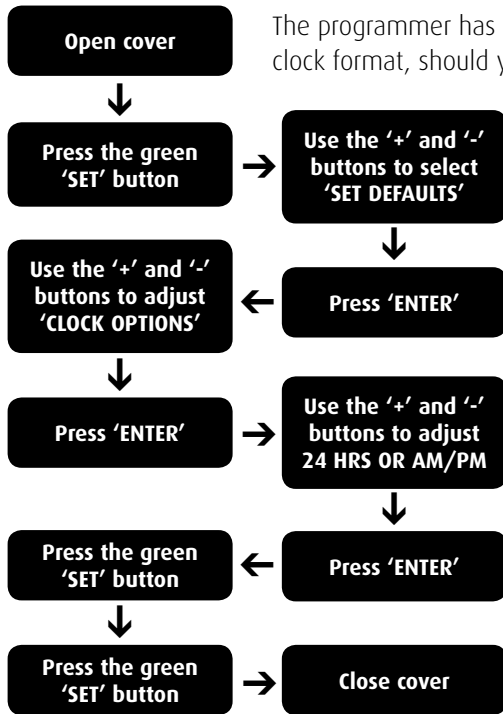 Open cover
The programmer has
clock format, should y
Press the green
‘SET’ button
Use the ‘+’ and ‘-’
buttons to select
‘SET DEFAULTS’
Press ‘ENTER’
Use the ‘+’ and ‘-’
buttons to adjust
‘CLOCK OPTIONS’
Press ‘ENTER’
Use the ‘+’ and ‘-’
buttons to adjust
24 HRS OR AM/PM
Press ‘ENTER’
Press the green
‘SET’ button
Press the green
‘SET’ button
Close cover